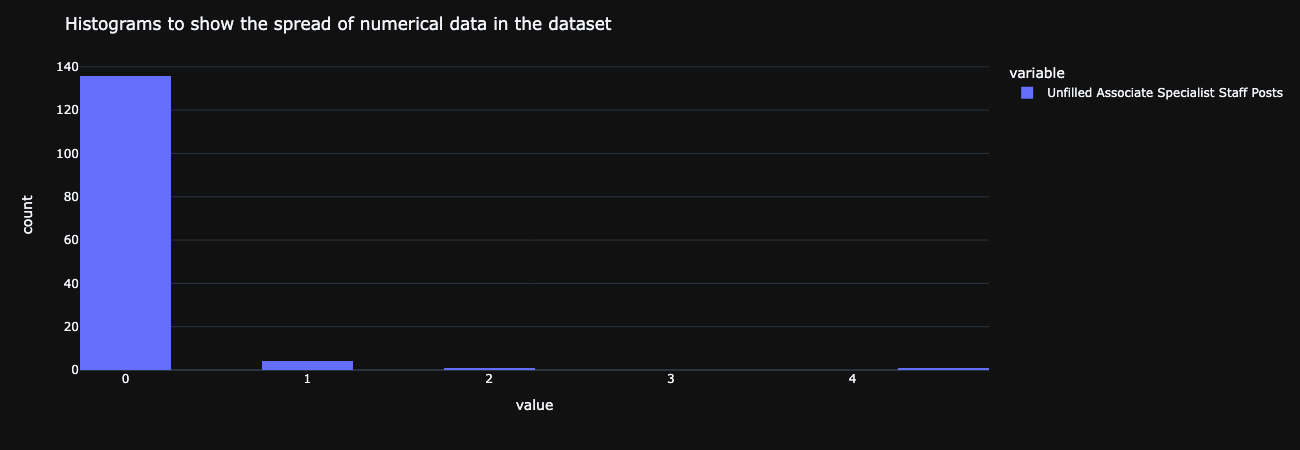 Histograms to show the spread of numerical data in the dataset
variable
Unfilled Associate Specialist Staff Posts
count
140
120
100
80
60
40
20
0
0 1 2 3 4
value